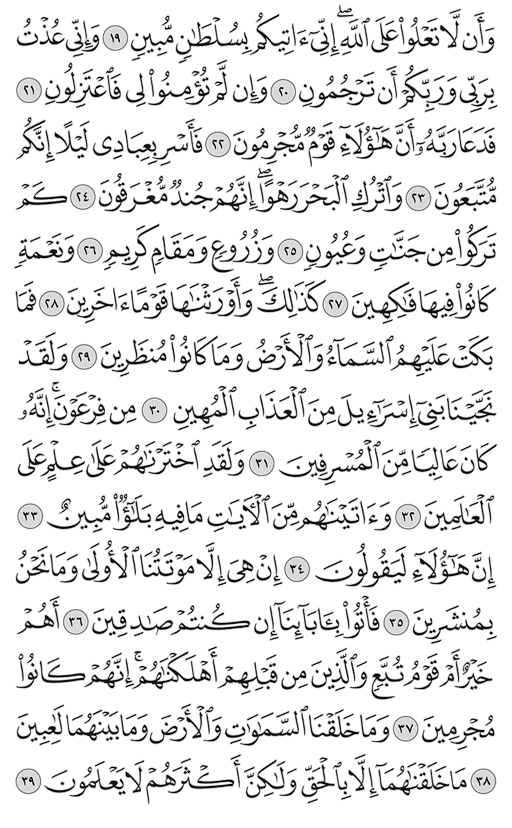 وَأَن لَّا تَعْلُوا۟ عَلَى ٱللَّهِ ۖ إِنِّىٓ ءَاتِيكُم بِسُلْطَـٰنٍ مُّبِينٍ ١٩ وَإِنِّى عُذْتُ
بِرَبِّى وَرَبِّكُمْ أَن تَرْجُمُونِ ٢٠ وَإِن لَّمْ تُؤْمِنُوا۟ لِى فَٱعْتَزِلُونِ ٢١
فَدَعَا رَبَّهُۥٓ أَنَّ هَـٰٓؤُلَآءِ قَوْمٌ مُّجْرِمُونَ ٢٢ فَأَسْرِ بِعِبَادِى لَيْلًا إِنَّكُم
مُّتَّبَعُونَ ٢٣ وَٱتْرُكِ ٱلْبَحْرَ رَهْوًا ۖ إِنَّهُمْ جُندٌ مُّغْرَقُونَ ٢٤ كَمْ
تَرَكُوا۟ مِن جَنَّـٰتٍ وَعُيُونٍ ٢٥ وَزُرُوعٍ وَمَقَامٍ كَرِيمٍ ٢٦ وَنَعْمَةٍ
كَانُوا۟ فِيهَا فَـٰكِهِينَ ٢٧ كَذَٰلِكَ ۖ وَأَوْرَثْنَـٰهَا قَوْمًا ءَاخَرِينَ ٢٨ فَمَا
بَكَتْ عَلَيْهِمُ ٱلسَّمَآءُ وَٱلْأَرْضُ وَمَا كَانُوا۟ مُنظَرِينَ ٢٩ وَلَقَدْ
نَجَّيْنَا بَنِىٓ إِسْرَٰٓءِيلَ مِنَ ٱلْعَذَابِ ٱلْمُهِينِ ٣٠ مِن فِرْعَوْنَ ۚ إِنَّهُۥ
كَانَ عَالِيًا مِّنَ ٱلْمُسْرِفِينَ ٣١ وَلَقَدِ ٱخْتَرْنَـٰهُمْ عَلَىٰ عِلْمٍ عَلَى
ٱلْعَـٰلَمِينَ ٣٢ وَءَاتَيْنَـٰهُم مِّنَ ٱلْـَٔايَـٰتِ مَا فِيهِ بَلَـٰٓؤٌا۟ مُّبِينٌ ٣٣
إِنَّ هَـٰٓؤُلَآءِ لَيَقُولُونَ ٣٤ إِنْ هِىَ إِلَّا مَوْتَتُنَا ٱلْأُولَىٰ وَمَا نَحْنُ
بِمُنشَرِينَ ٣٥ فَأْتُوا۟ بِـَٔابَآئِنَآ إِن كُنتُمْ صَـٰدِقِينَ ٣٦ أَهُمْ
خَيْرٌ أَمْ قَوْمُ تُبَّعٍ وَٱلَّذِينَ مِن قَبْلِهِمْ ۚ أَهْلَكْنَـٰهُمْ ۖ إِنَّهُمْ كَانُوا۟
مُجْرِمِينَ ٣٧ وَمَا خَلَقْنَا ٱلسَّمَـٰوَٰتِ وَٱلْأَرْضَ وَمَا بَيْنَهُمَا لَـٰعِبِينَ
٣٨ مَا خَلَقْنَـٰهُمَآ إِلَّا بِٱلْحَقِّ وَلَـٰكِنَّ أَكْثَرَهُمْ لَا يَعْلَمُونَ ٣٩